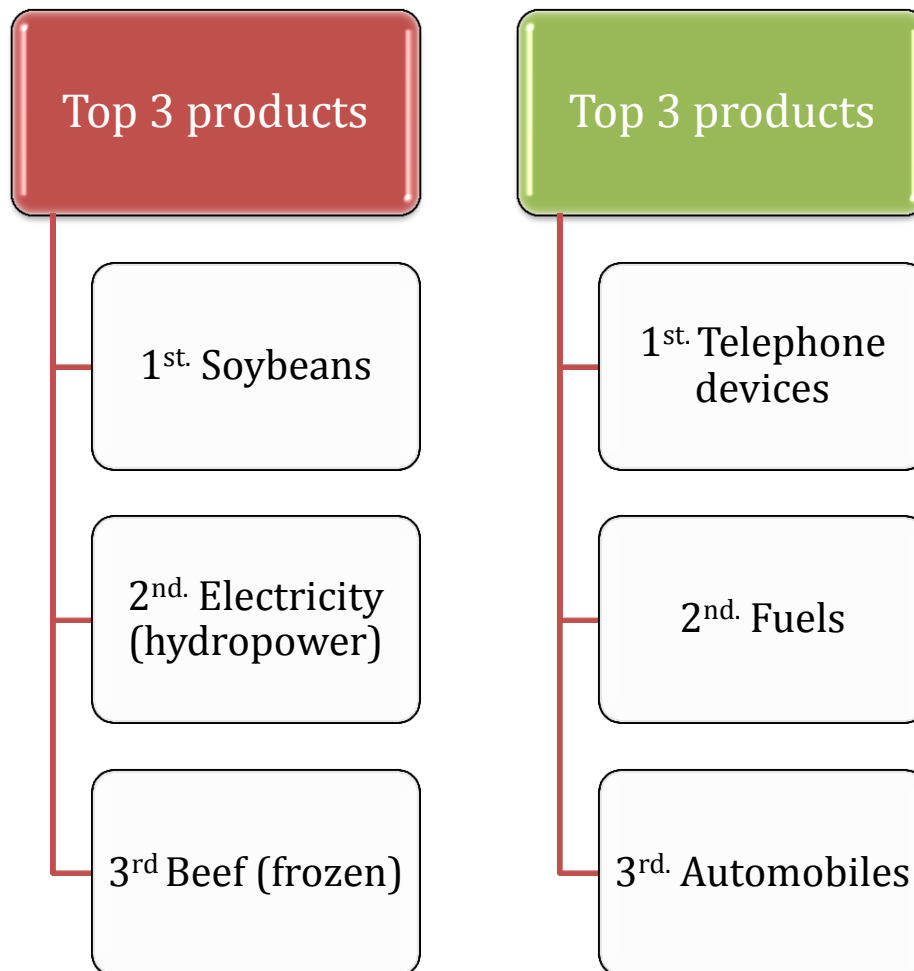 Top 3 products
1st. Soybeans
2nd. Electricity
(hydropower)
3rd Beef (frozen)
Top 3 products
1st. Telephone
devices
2nd. Fuels
3rd. Automobiles